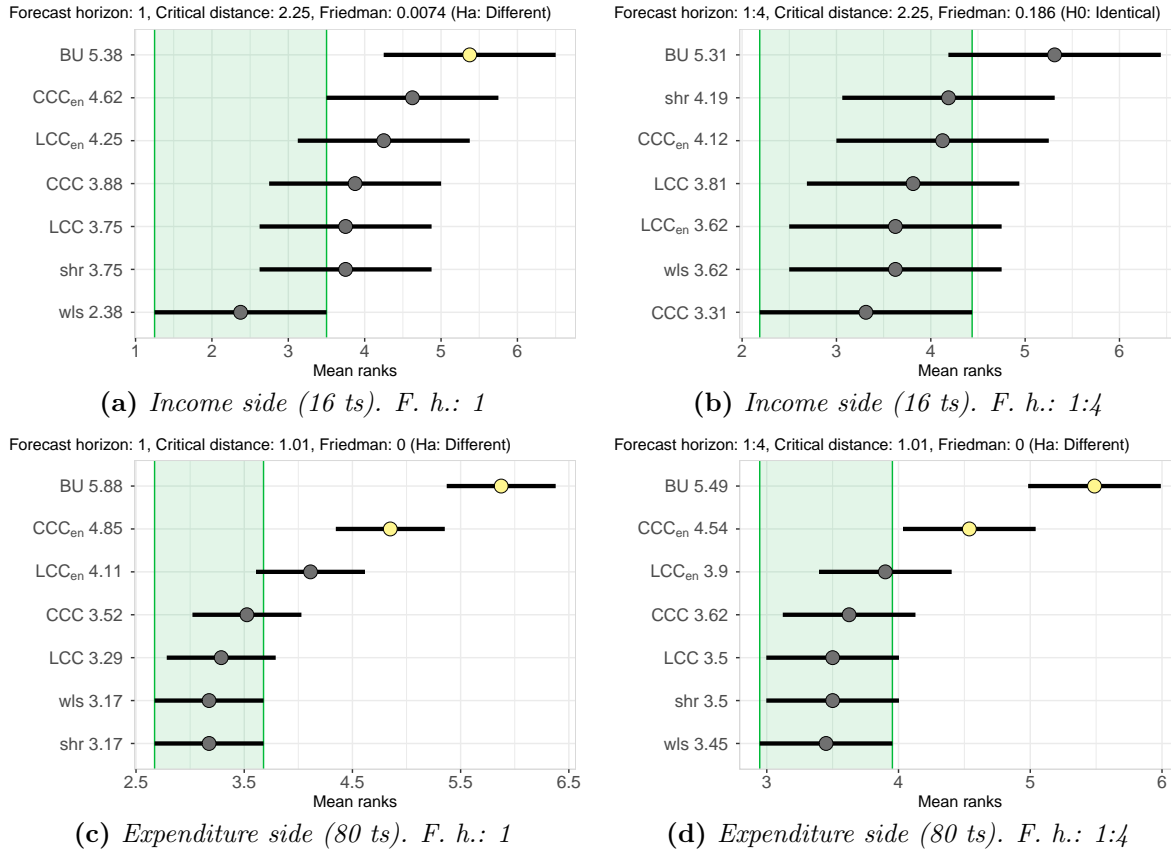 Forecast horizon: 1, Critical distance: 2.25, Friedman: 0.0074 (Ha: Different)
BU 5.38
CCCen 4.62
LCCen 4.25
CCC 3.88
LCC 3.75
shr 3.75
wls 2.38
1 2 3 4 5 6
Mean ranks
(a) Income side (16 ts). F. h.: 1
Forecast horizon: 1:4, Critical distance: 2.25, Friedman: 0.186 (H0: Identical)
BU 5.31
shr 4.19
CCCen 4.12
LCC 3.81
LCCen 3.62
wls 3.62
CCC 3.31
2 3 4 5 6
Mean ranks
(b) Income side (16 ts). F. h.: 1:4
Forecast horizon: 1, Critical distance: 1.01, Friedman: 0 (Ha: Different)
BU 5.88
CCCen 4.85
LCCen 4.11
CCC 3.52
LCC 3.29
wls 3.17
shr 3.17
2.5 3.5 4.5 5.5 6.5
Mean ranks
(c) Expenditure side (80 ts). F. h.: 1
Forecast horizon: 1:4, Critical distance: 1.01, Friedman: 0 (Ha: Different)
BU 5.49
CCCen 4.54
LCCen 3.9
CCC 3.62
LCC 3.5
shr 3.5
wls 3.45
3 4 5 6
Mean ranks
(d) Expenditure side (80 ts). F. h.: 1:4